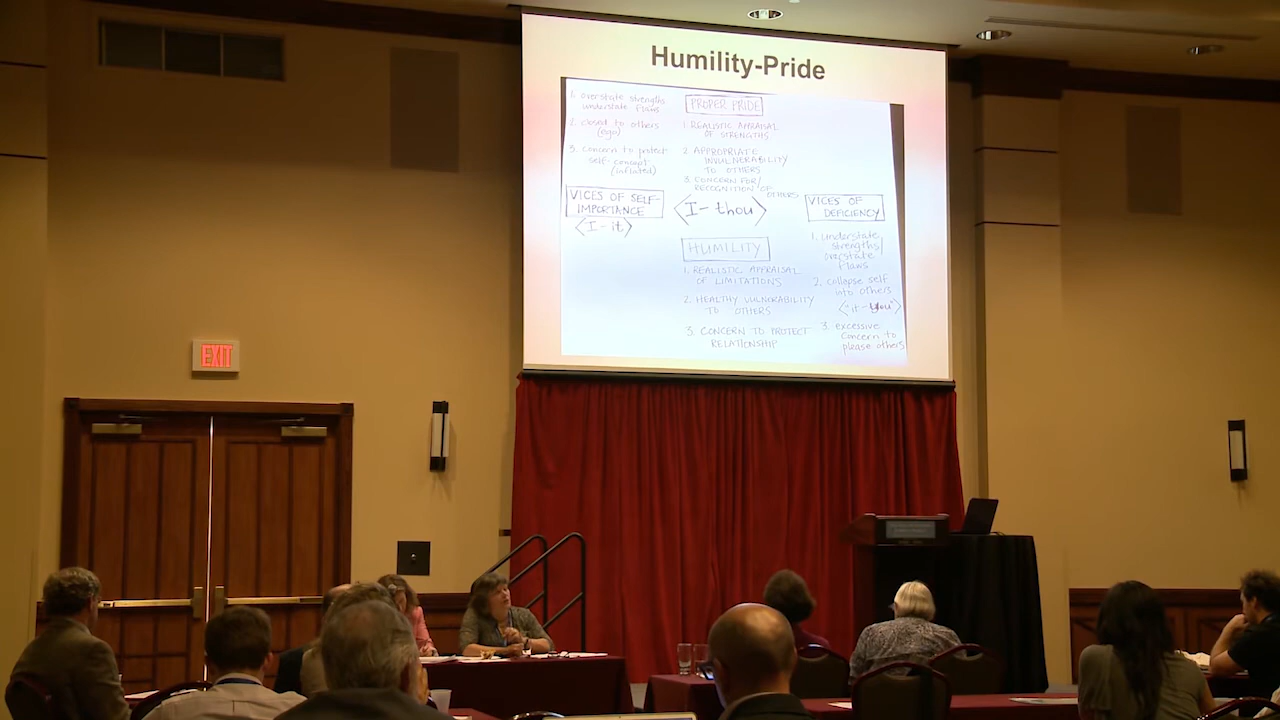 Humility-Pride
1. overstate strengths
understate flaws
2. closed to others
(ego)
3. concern to protect
self-concept
(inflated)
VICES OF SELF-
IMPORTANCE
<I-it>
PROPER PRIDE
1. REALISTIC APPRAISAL
OF STRENGTHS
2. APPROPRIATE
INVULNERABILITY
TO OTHERS
3. CONCERN FOR/
RECOGNITION OF
OTHERS
<I-thou>
HUMILITY
1. REALISTIC APPRAISAL
OF LIMITATIONS
2. HEALTHY VULNERABILITY
TO OTHERS
3. CONCERN TO PROTECT
RELATIONSHIP
VICES OF
DEFICIENCY
1. understate
strengths/
overstate
flaws
2. collapse self
into others
<"it-You">
3. excessive
concern to
please others
EXIT